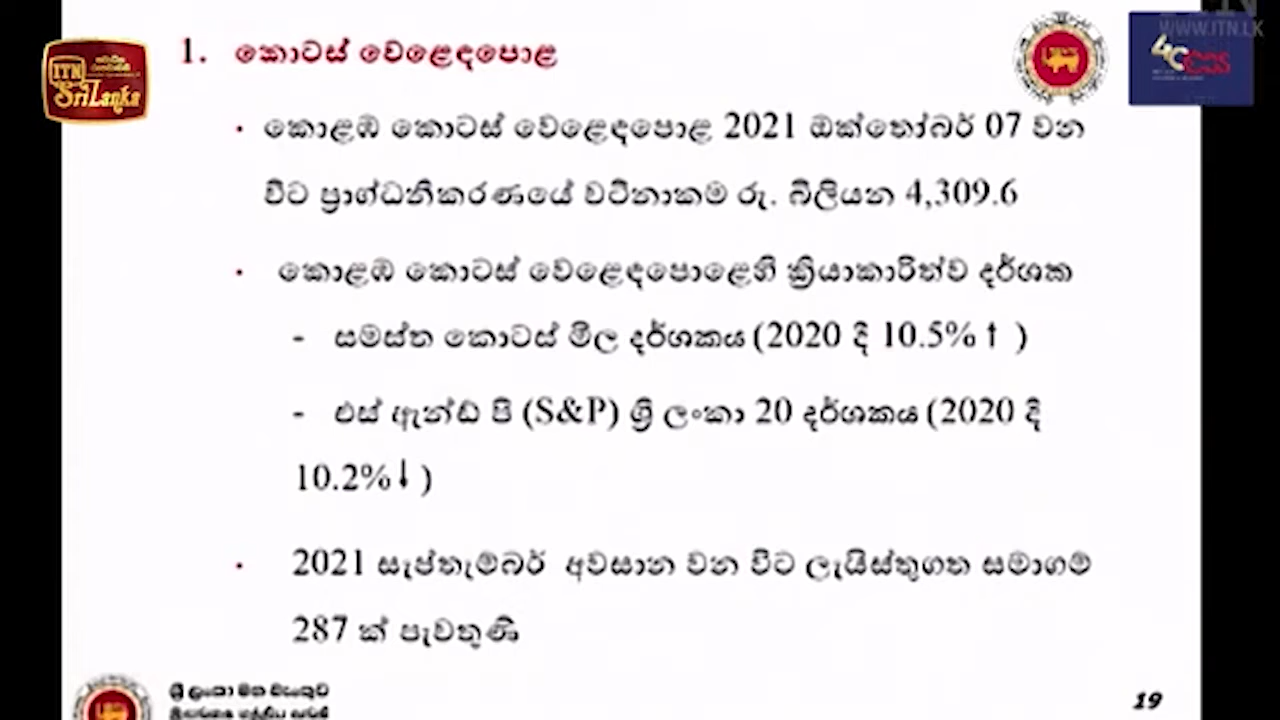 WWW.ITN.LK
ITN
Sri Lanka
1. කොටස් වෙළෙඳපොළ
• කොළඹ කොටස් වෙළෙඳපොළ 2021 ඔක්තෝබර් 07 වන
විට ප්‍රාග්ධනීකරණයේ වටිනාකම රු. බිලියන 4,309.6
• කොළඹ කොටස් වෙළෙඳපොළෙහි ක්‍රියාකාරිත්ව දර්ශක
- සමස්ත කොටස් මිල දර්ශකය (2020 දී 10.5%↑ )
- එස් ඇන්ඩ් පි (S&P) ශ්‍රී ලංකා 20 දර්ශකය (2020 දී
10.2%↓ )
• 2021 සැප්තැම්බර් අවසාන වන විට ලැයිස්තුගත සමාගම්
287 ක් පැවතුණි
ශ්‍රී ලංකා මහ බැංකුව
19